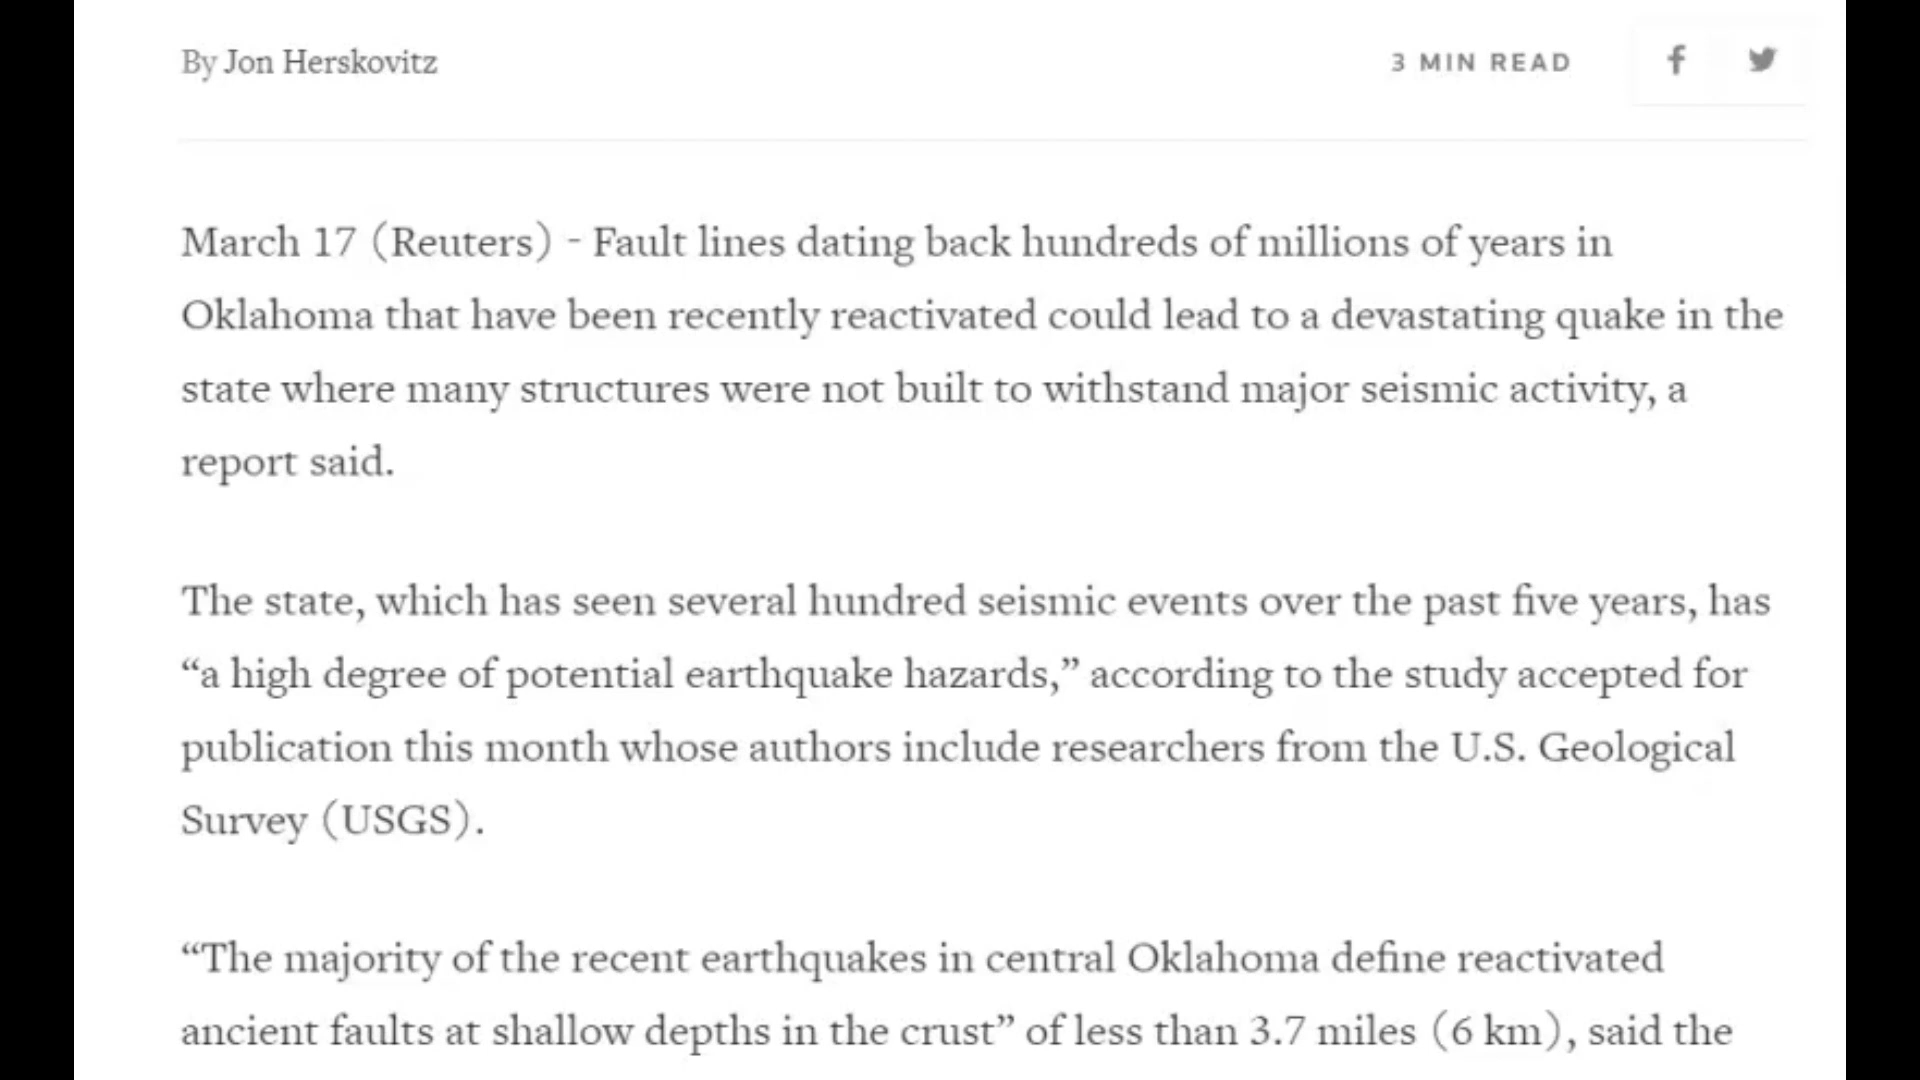 By Jon Herskovitz
3 MIN READ
March 17 (Reuters) - Fault lines dating back hundreds of millions of years in
Oklahoma that have been recently reactivated could lead to a devastating quake in the
state where many structures were not built to withstand major seismic activity, a
report said.
The state, which has seen several hundred seismic events over the past five years, has
“a high degree of potential earthquake hazards,” according to the study accepted for
publication this month whose authors include researchers from the U.S. Geological
Survey (USGS).
“The majority of the recent earthquakes in central Oklahoma define reactivated
ancient faults at shallow depths in the crust” of less than 3.7 miles (6 km), said the